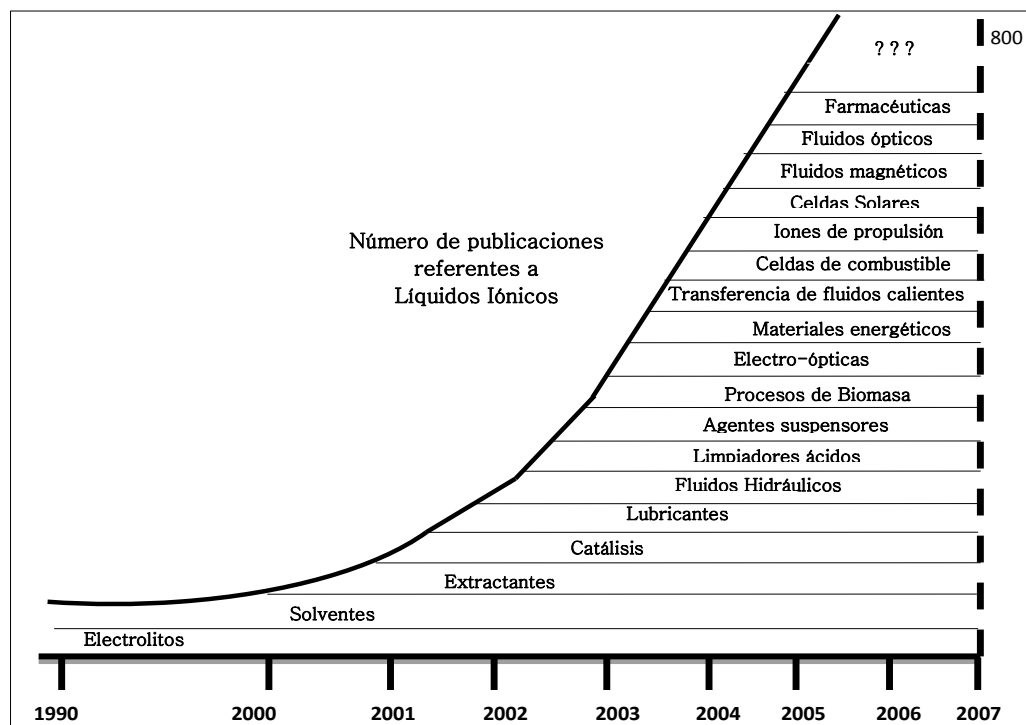 ? ? ?
800
Farmacéuticas
Fluidos ópticos
Fluidos magnéticos
Celdas Solares
Iones de propulsión
Número de publicaciones
referentes a
Líquidos Iónicos
Celdas de combustible
Transferencia de fluidos calientes
Materiales energéticos
Electro-ópticas
Procesos de Biomasa
Agentes suspensores
Limpiadores ácidos
Fluidos Hidráulicos
Lubricantes
Catálisis
Extractantes
Solventes
Electrolitos
1990 2000 2001 2002 2003 2004 2005 2006 2007